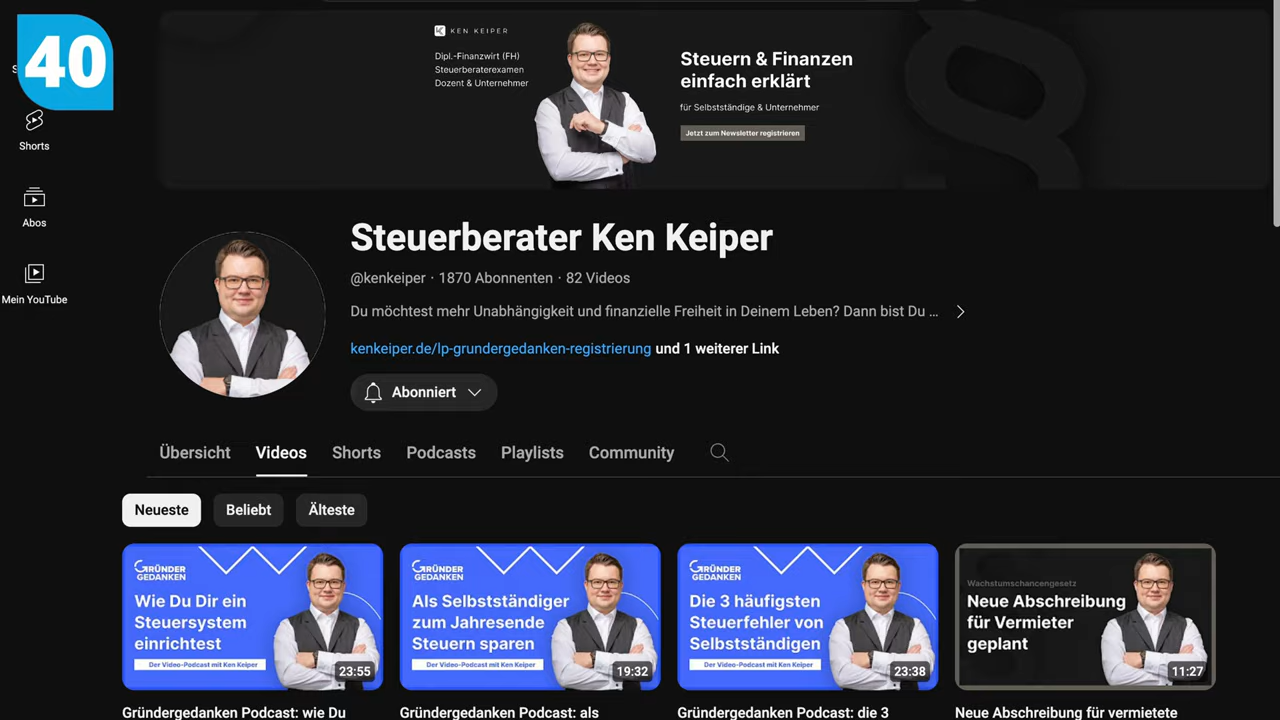 40
KEN KEIPER
Dipl.-Finanzwirt (FH)
Steuerberaterexamen
Dozent & Unternehmer
Steuern & Finanzen
einfach erklärt
für Selbstständige & Unternehmer
Jetzt zum Newsletter registrieren
§
Shorts
Abos
Mein YouTube
Steuerberater Ken Keiper
@kenkeiper · 1870 Abonnenten · 82 Videos
Du möchtest mehr Unabhängigkeit und finanzielle Freiheit in Deinem Leben? Dann bist Du ...
kenkeiper.de/lp-grundergedanken-registrierung und 1 weiterer Link
Abonniert
Übersicht Videos Shorts Podcasts Playlists Community
Neueste Beliebt Älteste
GRÜNDER
GEDANKEN
Wie Du Dir ein
Steuersystem
einrichtest
Der Video-Podcast mit Ken Keiper
23:55
GRÜNDER
GEDANKEN
Als Selbstständiger
zum Jahresende
Steuern sparen
Der Video-Podcast mit Ken Keiper
19:32
GRÜNDER
GEDANKEN
Die 3 häufigsten
Steuerfehler von
Selbstständigen
Der Video-Podcast mit Ken Keiper
23:38
Wachstumschancengesetz
Neue Abschreibung
für Vermieter
geplant
11:27
Gründergedanken Podcast: wie Du
Gründergedanken Podcast: als
Gründergedanken Podcast: die 3
Neue Abschreibung für vermietete